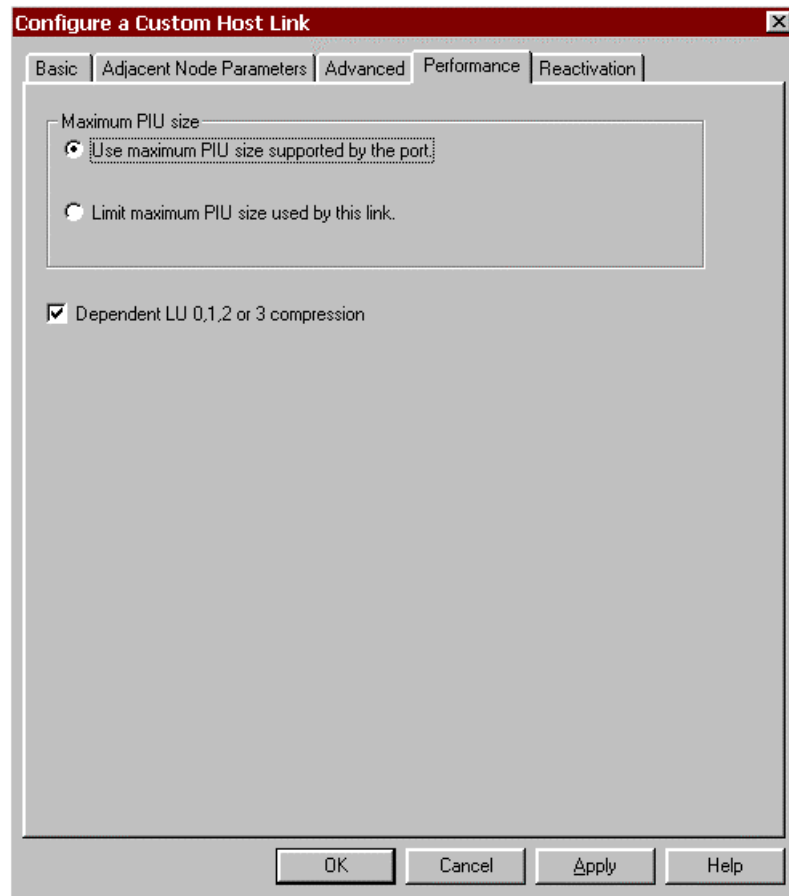 Configure a Custom Host Link
Basic Adjacent Node Parameters Advanced Performance Reactivation
Maximum PIU size
Use maximum PIU size supported by the port.
Limit maximum PIU size used by this link.
Dependent LU 0,1,2 or 3 compression
OK Cancel Apply Help